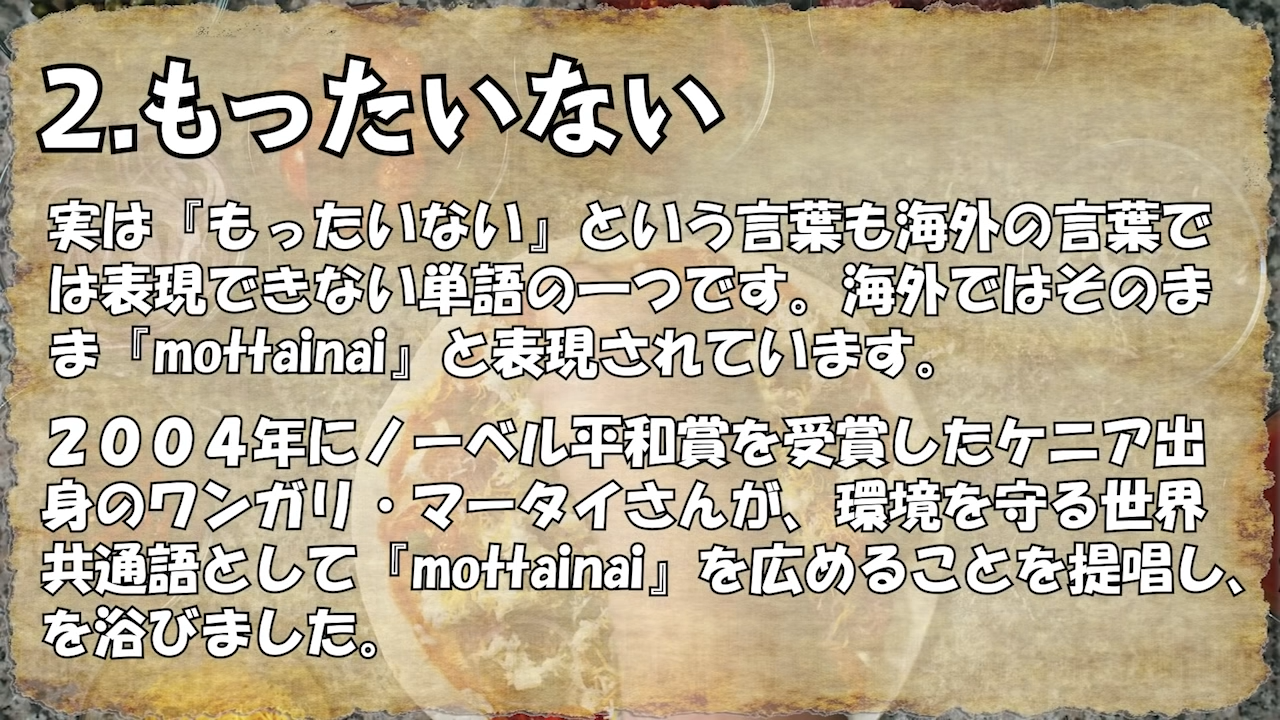 2.もったいない
実は『もったいない』という言葉も海外の言葉で
は表現できない単語の一つです。海外ではそのま
ま『mottainai』と表現されています。
２００４年にノーベル平和賞を受賞したケニア出
身のワンガリ・マータイさんが、環境を守る世界
共通語として『mottainai』を広めることを提唱し、
を浴びました。